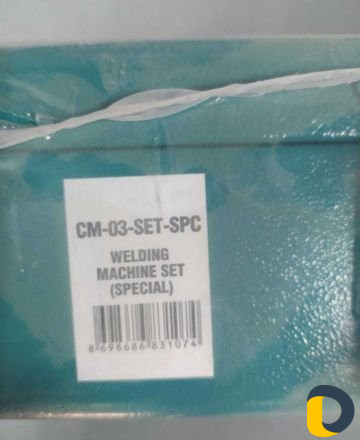 CM-03-SET-SPC
WELDING
MACHINE SET
(SPECIAL)
8 698686 831074